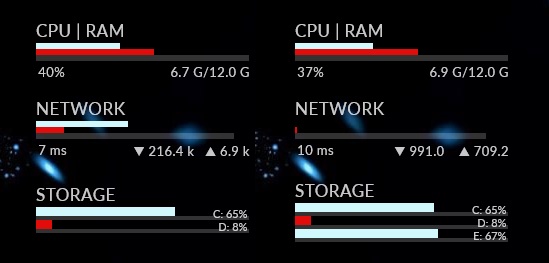 CPU | RAM
40% 6.7 G/12.0 G
NETWORK
7 ms ▼ 216.4 k ▲ 6.9 k
STORAGE
C: 65%
D: 8%
CPU | RAM
37% 6.9 G/12.0 G
NETWORK
10 ms ▼ 991.0 ▲ 709.2
STORAGE
C: 65%
D: 8%
E: 67%